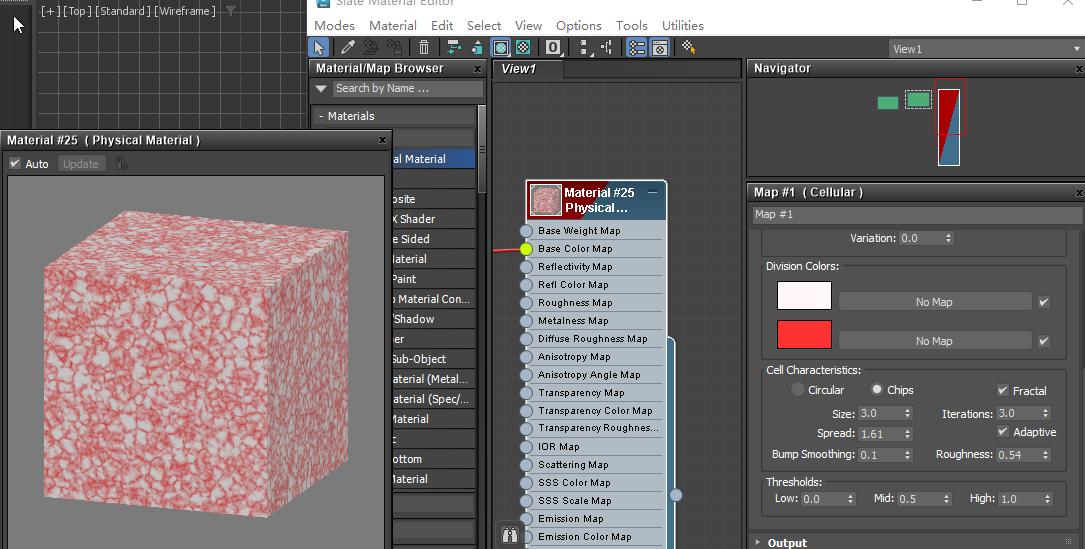 [+] [Top ] [Standard ] [Wireframe ]
Slate Material Editor
Modes Material Edit Select View Options Tools Utilities
0
View1
Material/Map Browser x
Search by Name ...
- Materials
al Material
osite
X Shader
e Sided
aterial
Paint
o Material Con...
/Shadow
er
Sub-Object
aterial (Metal...
aterial (Spec/...
Material
c
ottom
Material
Material #25 ( Physical Material ) x
Auto Update
View1
Material #25
Physical...
Base Weight Map
Base Color Map
Reflectivity Map
Refl Color Map
Roughness Map
Metalness Map
Diffuse Roughness Map
Anisotropy Map
Anisotropy Angle Map
Transparency Map
Transparency Color Map
Transparency Roughnes...
IOR Map
Scattering Map
SSS Color Map
SSS Scale Map
Emission Map
Emission Color Map
Navigator x
Map #1 ( Cellular ) x
Map #1
Variation: 0.0
Division Colors:
No Map
No Map
Cell Characteristics:
Circular Chips Fractal
Size: 3.0 Iterations: 3.0
Spread: 1.61 Adaptive
Bump Smoothing: 0.1 Roughness: 0.54
Thresholds:
Low: 0.0 Mid: 0.5 High: 1.0
Output